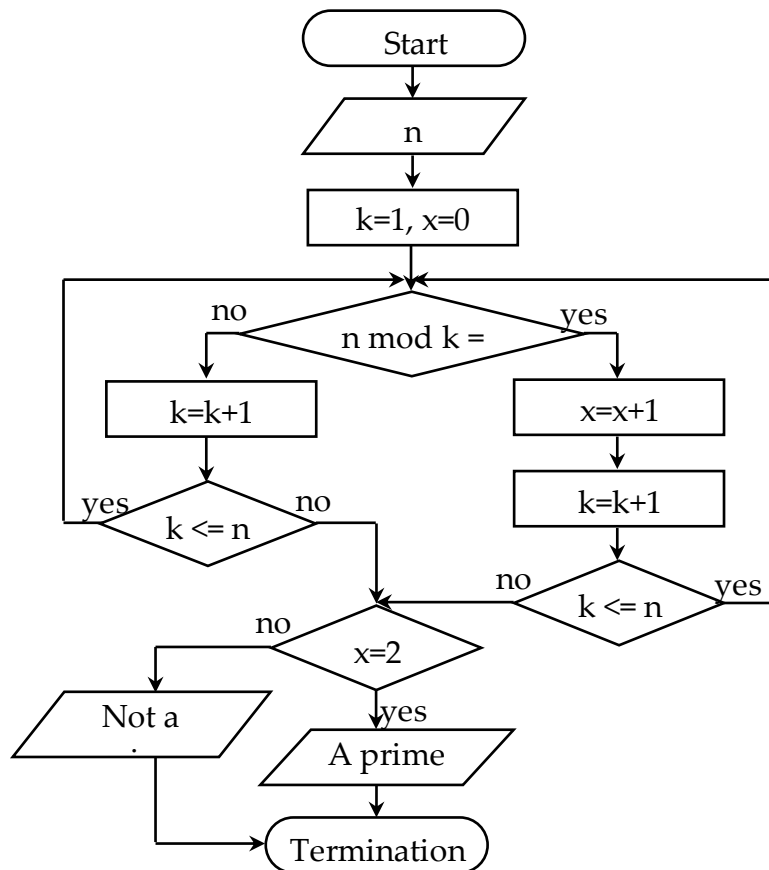 Start
n
k=1, x=0
no
yes
n mod k =
k=k+1
x=x+1
k=k+1
yes
k <= n
no
no
k <= n
yes
no
x=2
yes
Not a
.
A prime
Termination